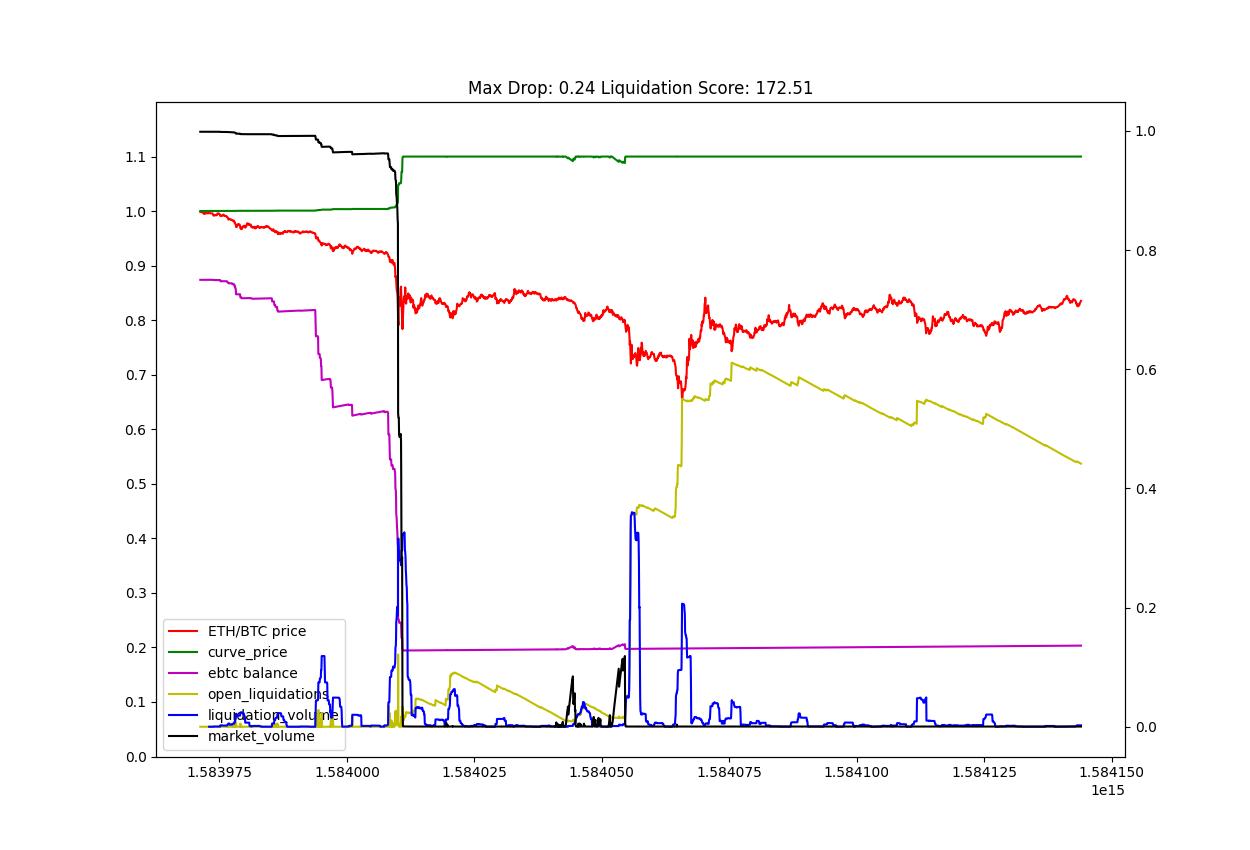 Max Drop: 0.24 Liquidation Score: 172.51
1.1
1.0
0.9
0.8
0.7
0.6
0.5
0.4
0.3
0.2
0.1
0.0
1.0
0.8
0.6
0.4
0.2
0.0
ETH/BTC price
curve_price
ebtc balance
open_liquidations
liquidation_volume
market_volume
1.583975 1.584000 1.584025 1.584050 1.584075 1.584100 1.584125 1.584150
1e15